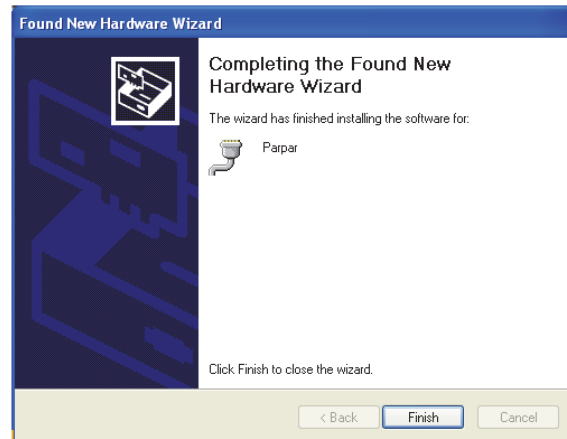 Found New Hardware Wizard
Completing the Found New
Hardware Wizard
The wizard has finished installing the software for:
Parpar
Click Finish to close the wizard.
< Back
Finish
Cancel